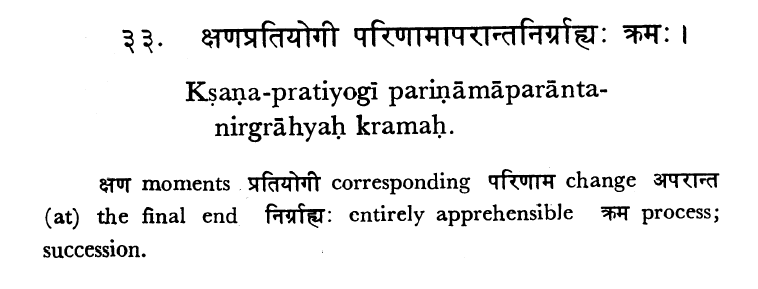 ३३. क्षणप्रतियोगी परिणामापरान्तनिर्ग्राह्यः क्रमः ।
Kṣaṇa-pratiyogī pariṇāmāparānta-
nirgrāhyaḥ kramaḥ.
क्षण moments प्रतियोगी corresponding परिणाम change अपरान्त
(at) the final end निर्ग्राह्यः entirely apprehensible क्रम process;
succession.